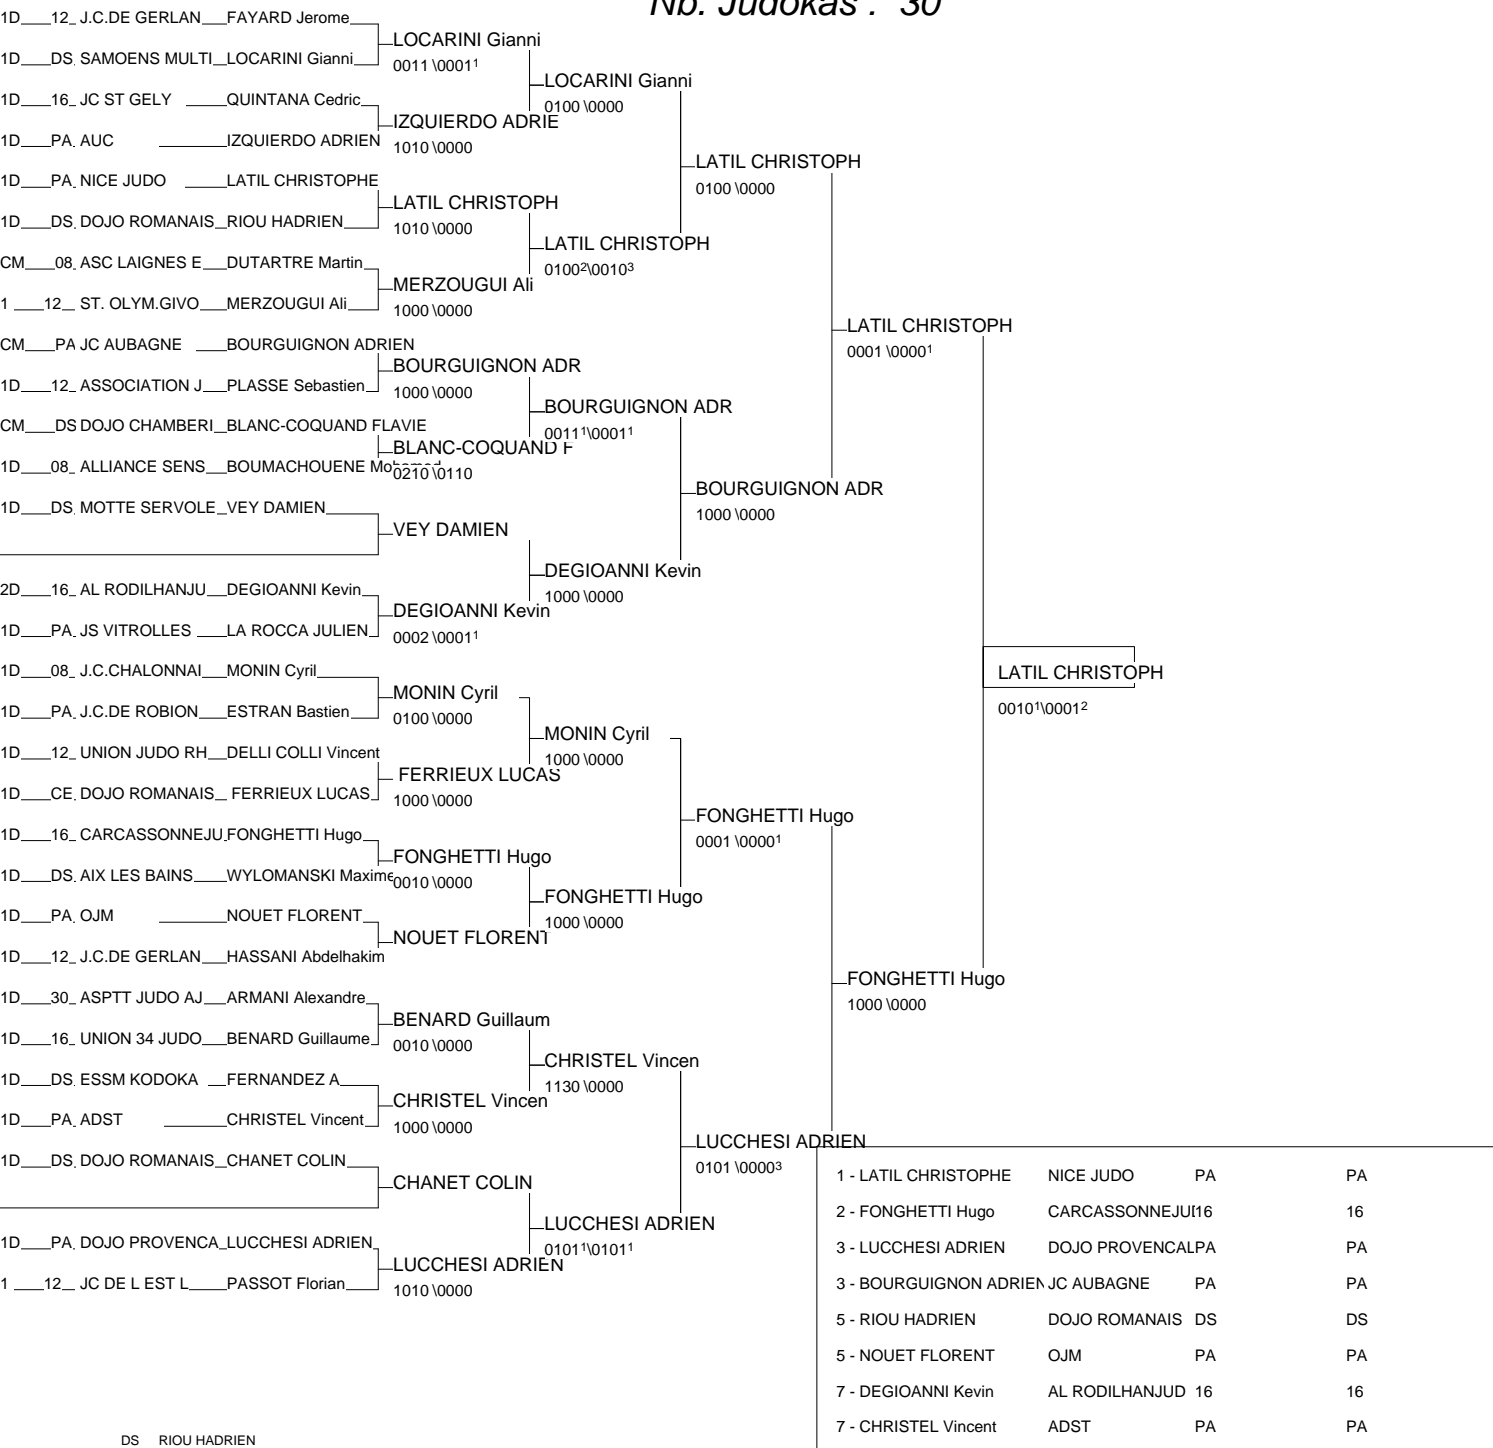 Nb. Judokas : 30
1D 12 J.C.DE GERLAN FAYARD Jerome
LOCARINI Gianni
1D DS SAMOENS MULTI LOCARINI Gianni
0011 \0001¹
LOCARINI Gianni
1D 16 JC ST GELY QUINTANA Cedric
0100 \0000
IZQUIERDO ADRIE
1D PA AUC IZQUIERDO ADRIEN
1010 \0000
LATIL CHRISTOPH
1D PA NICE JUDO LATIL CHRISTOPHE
0100 \0000
LATIL CHRISTOPH
1D DS DOJO ROMANAIS RIOU HADRIEN
1010 \0000
LATIL CHRISTOPH
CM 08 ASC LAIGNES E DUTARTRE Martin
0100²\0010³
MERZOUGUI Ali
1 12 ST. OLYM.GIVO MERZOUGUI Ali
1000 \0000
LATIL CHRISTOPH
CM PA JC AUBAGNE BOURGUIGNON ADRIEN
0001 \0000¹
BOURGUIGNON ADR
1D 12 ASSOCIATION J PLASSE Sebastien
1000 \0000
BOURGUIGNON ADR
CM DS DOJO CHAMBERI BLANC-COQUAND FLAVIE
0011¹\0001¹
BLANC-COQUAND F
1D 08 ALLIANCE SENS BOUMACHOUENE Mohamed
0210 \0110
BOURGUIGNON ADR
1D DS MOTTE SERVOLE VEY DAMIEN
1000 \0000
VEY DAMIEN
DEGIOANNI Kevin
2D 16 AL RODILHANJU DEGIOANNI Kevin
1000 \0000
DEGIOANNI Kevin
1D PA JS VITROLLES LA ROCCA JULIEN
0002 \0001¹
1D 08 J.C.CHALONNAI MONIN Cyril
LATIL CHRISTOPH
MONIN Cyril
1D PA J.C.DE ROBION ESTRAN Bastien
0010¹\0001²
0100 \0000
MONIN Cyril
1D 12 UNION JUDO RH DELLI COLLI Vincent
1000 \0000
FERRIEUX LUCAS
1D CE DOJO ROMANAIS FERRIEUX LUCAS
1000 \0000
FONGHETTI Hugo
1D 16 CARCASSONNEJU FONGHETTI Hugo
0001 \0000¹
FONGHETTI Hugo
1D DS AIX LES BAINS WYLOMANSKI Maxime
0010 \0000
FONGHETTI Hugo
1D PA OJM NOUET FLORENT
1000 \0000
NOUET FLORENT
1D 12 J.C.DE GERLAN HASSANI Abdelhakim
FONGHETTI Hugo
1D 30 ASPTT JUDO AJ ARMANI Alexandre
1000 \0000
BENARD Guillaum
1D 16 UNION 34 JUDO BENARD Guillaume
0010 \0000
CHRISTEL Vincen
1D DS ESSM KODOKA FERNANDEZ A
1130 \0000
CHRISTEL Vincen
1D PA ADST CHRISTEL Vincent
1000 \0000
LUCCHESI ADRIEN
1D DS DOJO ROMANAIS CHANET COLIN
0101 \0000³
CHANET COLIN
LUCCHESI ADRIEN
1D PA DOJO PROVENCA LUCCHESI ADRIEN
0101¹\0101¹
LUCCHESI ADRIEN
1 12 JC DE L EST L PASSOT Florian
1010 \0000
1 - LATIL CHRISTOPHE NICE JUDO PA PA
2 - FONGHETTI Hugo CARCASSONNEJU 16 16
3 - LUCCHESI ADRIEN DOJO PROVENCAL PA PA
3 - BOURGUIGNON ADRIEN JC AUBAGNE PA PA
5 - RIOU HADRIEN DOJO ROMANAIS DS DS
5 - NOUET FLORENT OJM PA PA
7 - DEGIOANNI Kevin AL RODILHANJUD 16 16
7 - CHRISTEL Vincent ADST PA PA
DS RIOU HADRIEN